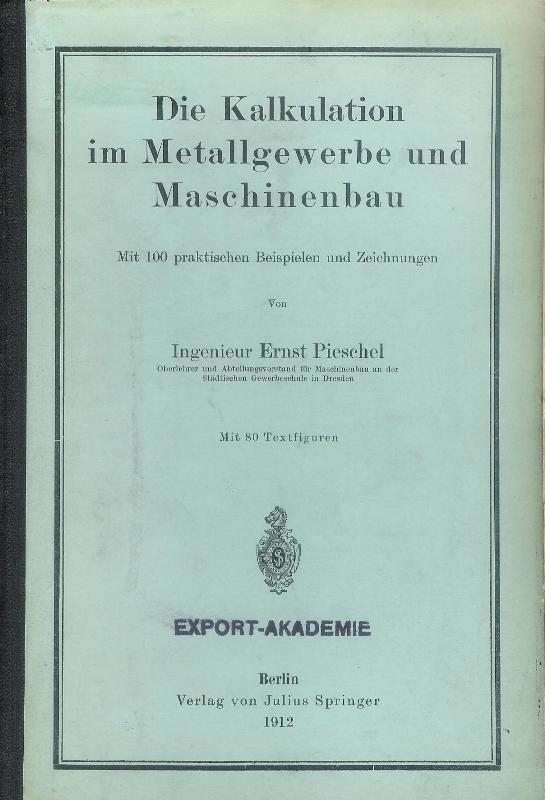 Die Kalkulation
im Metallgewerbe und
Maschinenbau
Mit 100 praktischen Beispielen und Zeichnungen
Von
Ingenieur Ernst Pieschel
Oberlehrer und Abteilungsvorstand für Maschinenbau an der
Städtischen Gewerbeschule in Dresden
Mit 80 Textfiguren
EXPORT-AKADEMIE
Berlin
Verlag von Julius Springer
1912